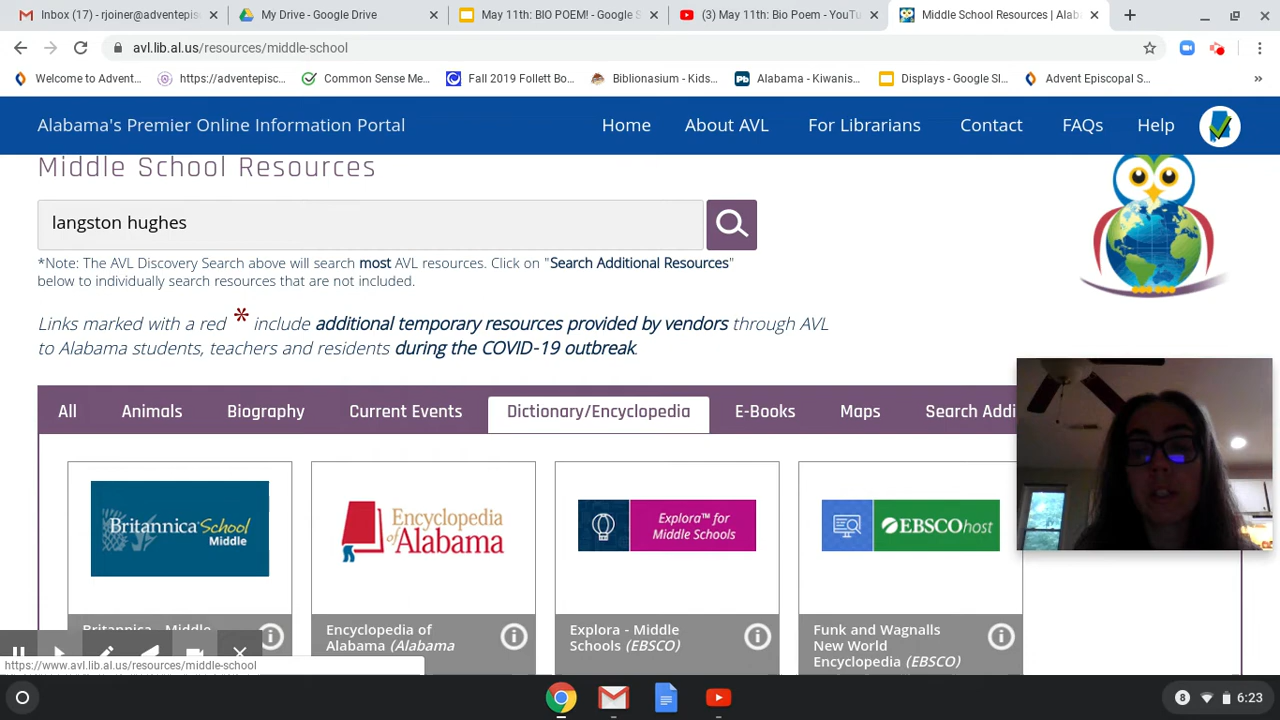 Inbox (17) - rjoiner@adventepis
My Drive - Google Drive
May 11th: BIO POEM! - Google S
(3) May 11th: Bio Poem - YouTu
Middle School Resources | Alab
avl.lib.al.us/resources/middle-school
Welcome to Advent...
https://adventepisc...
Common Sense Me...
Fall 2019 Follett Bo...
Biblionasium - Kids...
Alabama - Kiwanis...
Displays - Google Sl...
Advent Episcopal S...
Alabama's Premier Online Information Portal
Home
About AVL
For Librarians
Contact
FAQs
Help
Middle School Resources
langston hughes
*Note: The AVL Discovery Search above will search most AVL resources. Click on "Search Additional Resources"
below to individually search resources that are not included.
Links marked with a red * include additional temporary resources provided by vendors through AVL
to Alabama students, teachers and residents during the COVID-19 outbreak.
All
Animals
Biography
Current Events
Dictionary/Encyclopedia
E-Books
Maps
Search Addi
Britannica School
Middle
Encyclopedia
of Alabama
Explora™ for
Middle Schools
EBSCOhost
Britannica - Middle
Encyclopedia of
Alabama (Alabama
Explora - Middle
Schools (EBSCO)
Funk and Wagnalls
New World
Encyclopedia (EBSCO)
https://www.avl.lib.al.us/resources/middle-school
8
6:23